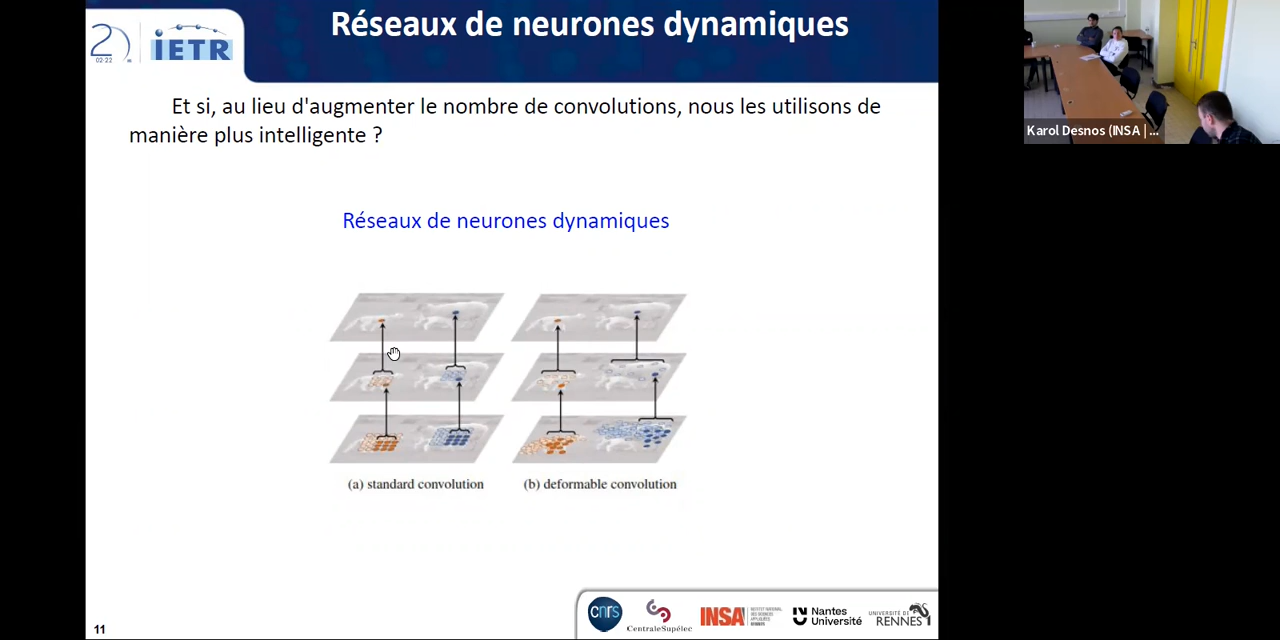 Réseaux de neurones dynamiques
20
02-22
iETR
Karol Desnos (INSA | ...
Et si, au lieu d'augmenter le nombre de convolutions, nous les utilisons de
manière plus intelligente ?
Réseaux de neurones dynamiques
(a) standard convolution
(b) deformable convolution
11
cnrs
CentraleSupélec
INSA
Nantes
Université
UNIVERSITÉ DE
RENNES 1